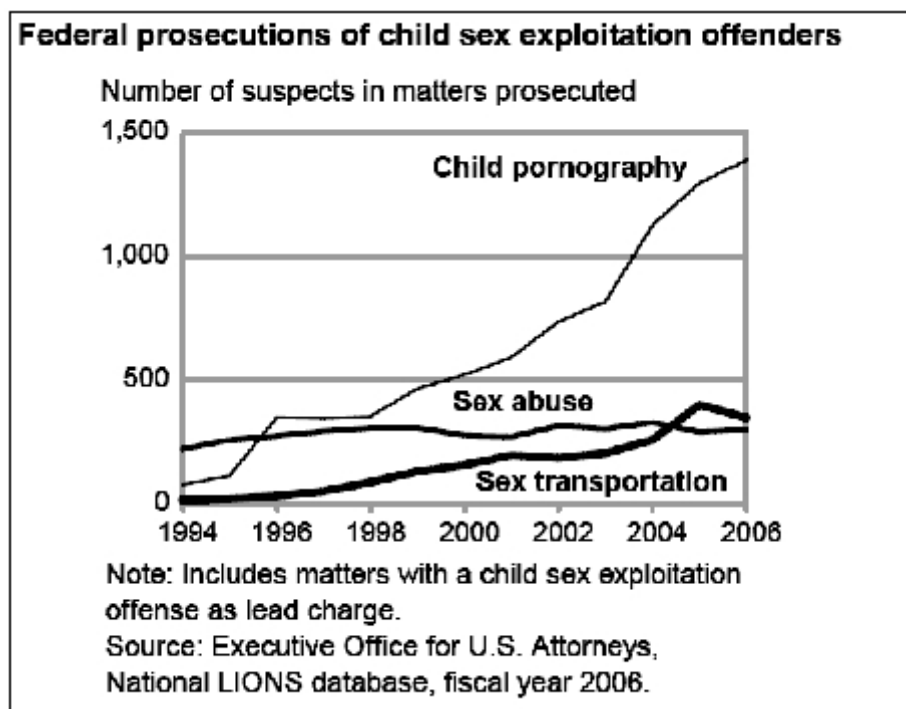 Federal prosecutions of child sex exploitation offenders
Number of suspects in matters prosecuted
1,500
Child pornography
1,000
500
Sex abuse
Sex transportation
0
1994 1996 1998 2000 2002 2004 2006
Note: Includes matters with a child sex exploitation
offense as lead charge.
Source: Executive Office for U.S. Attorneys,
National LIONS database, fiscal year 2006.